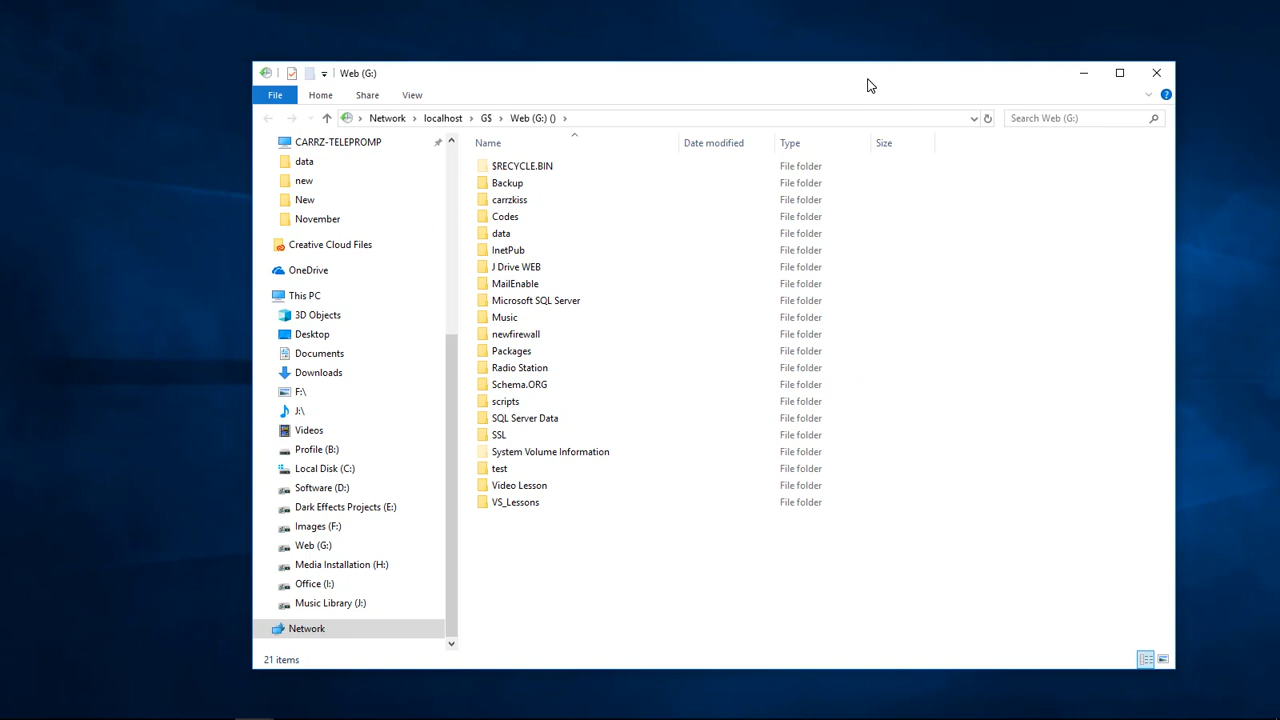 Web (G:)
File Home Share View
Network localhost G$ Web (G:) () Search Web (G:)
Name Date modified Type Size
CARRZ-TELEPROMP
data
new
New
November
Creative Cloud Files
OneDrive
This PC
3D Objects
Desktop
Documents
Downloads
F:\
J:\
Videos
Profile (B:)
Local Disk (C:)
Software (D:)
Dark Effects Projects (E:)
Images (F:)
Web (G:)
Media Installation (H:)
Office (I:)
Music Library (J:)
Network
$RECYCLE.BIN File folder
Backup File folder
carrzkiss File folder
Codes File folder
data File folder
InetPub File folder
J Drive WEB File folder
MailEnable File folder
Microsoft SQL Server File folder
Music File folder
newfirewall File folder
Packages File folder
Radio Station File folder
Schema.ORG File folder
scripts File folder
SQL Server Data File folder
SSL File folder
System Volume Information File folder
test File folder
Video Lesson File folder
VS_Lessons File folder
21 items